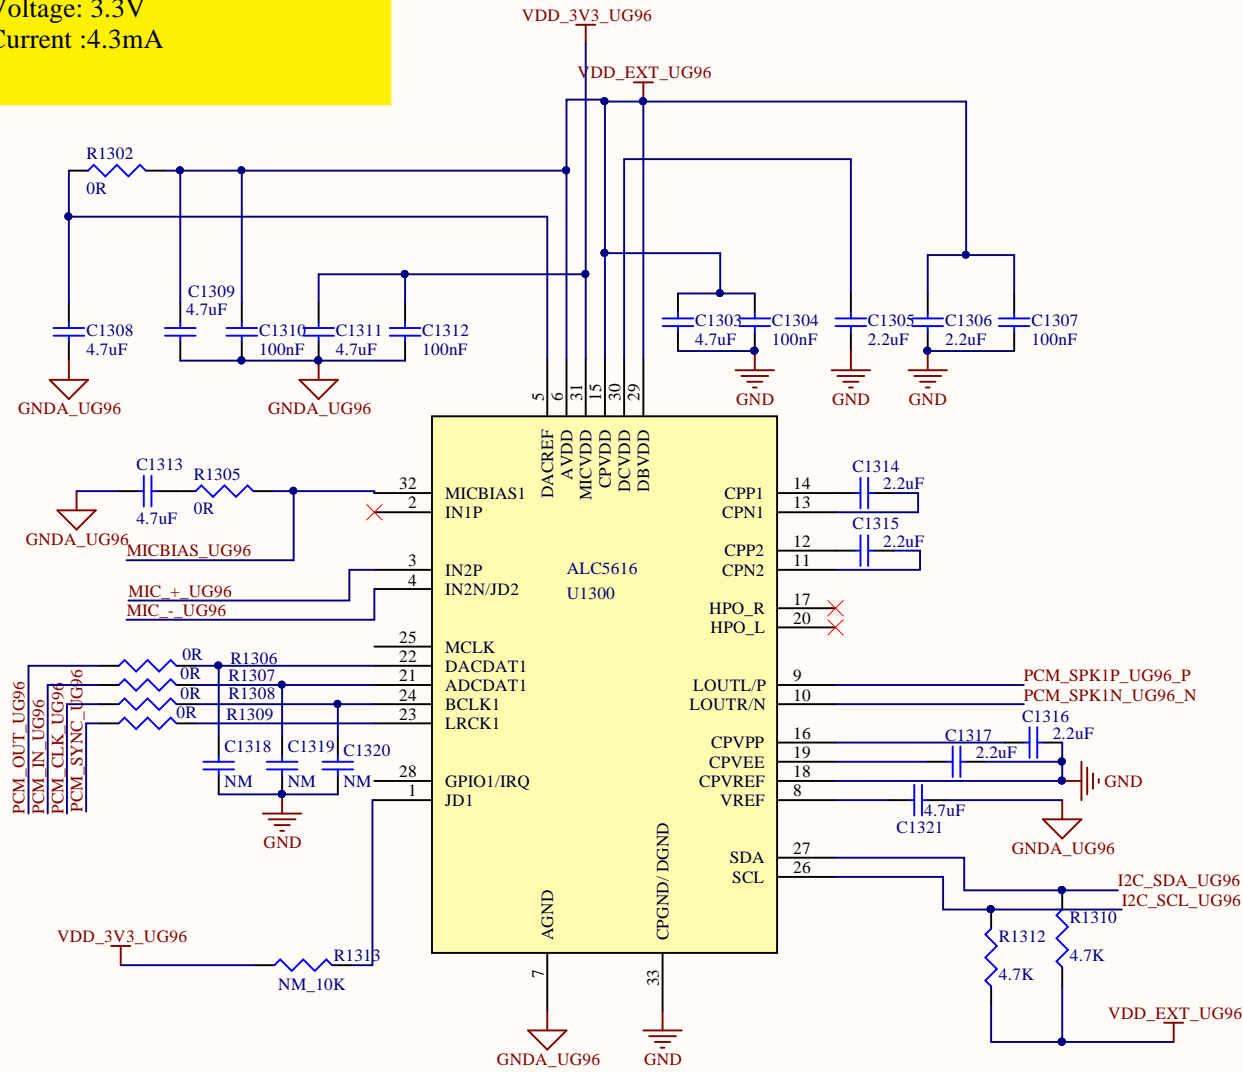 Voltage: 3.3V
Current :4.3mA
VDD_3V3_UG96
VDD_EXT_UG96
R1302
0R
C1308
4.7uF
C1309
4.7uF
C1310
100nF
C1311
4.7uF
C1312
100nF
C1303
4.7uF
C1304
100nF
C1305
2.2uF
C1306
2.2uF
C1307
100nF
GNDA_UG96
GNDA_UG96
GND
GND
GND
5
6
31
15
30
29
DACREF
AVDD
MICVDD
CPVDD
DCVDD
DBVDD
C1313
4.7uF
R1305
0R
GNDA_UG96
MICBIAS_UG96
MIC_+_UG96
MIC_-_UG96
32
2
3
4
25
22
21
24
23
28
1
MICBIAS1
IN1P
IN2P
IN2N/JD2
MCLK
DACDAT1
ADCDAT1
BCLK1
LRCK1
GPIO1/IRQ
JD1
ALC5616
U1300
CPP1
CPN1
CPP2
CPN2
HPO_R
HPO_L
LOUTL/P
LOUTR/N
CPVPP
CPVEE
CPVREF
VREF
SDA
SCL
14
13
12
11
17
20
9
10
16
19
18
8
27
26
C1314
2.2uF
C1315
2.2uF
PCM_SPK1P_UG96_P
PCM_SPK1N_UG96_N
C1316
2.2uF
C1317
2.2uF
GND
4.7uF
C1321
GNDA_UG96
I2C_SDA_UG96
I2C_SCL_UG96
R1310
4.7K
R1312
4.7K
VDD_EXT_UG96
0R
R1306
0R
R1307
0R
R1308
0R
R1309
PCM_OUT_UG96
PCM_IN_UG96
PCM_CLK_UG96
PCM_SYNC_UG96
C1318
NM
C1319
NM
C1320
NM
GND
VDD_3V3_UG96
R1313
NM_10K
AGND
CPGND/ DGND
7
33
GNDA_UG96
GND